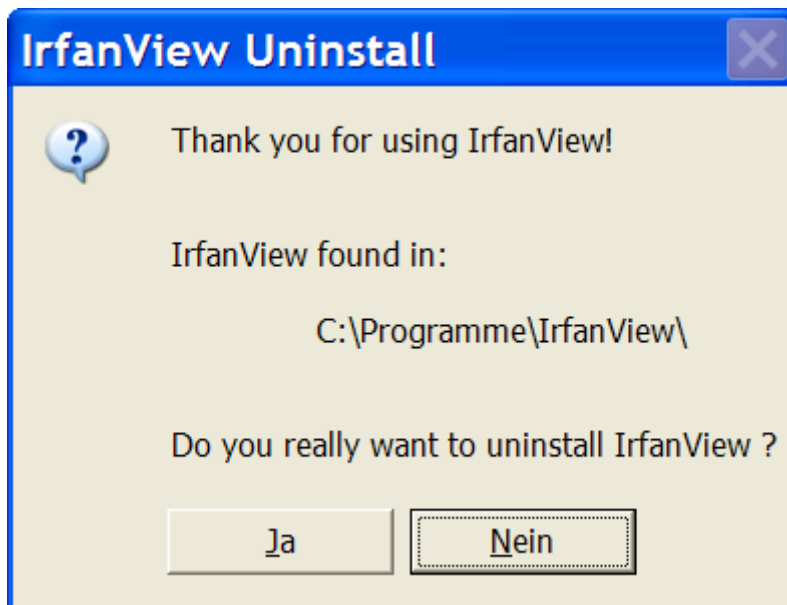 IrfanView Uninstall
Thank you for using IrfanView!
IrfanView found in:
C:\Programme\IrfanView\
Do you really want to uninstall IrfanView ?
Ja
Nein